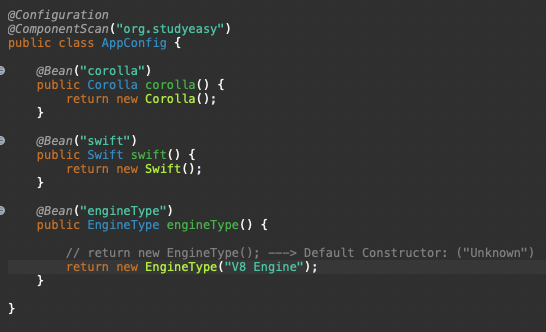 @Configuration
@ComponentScan("org.studyeasy")
public class AppConfig {
@Bean("corolla")
public Corolla corolla() {
return new Corolla();
}
@Bean("swift")
public Swift swift() {
return new Swift();
}
@Bean("engineType")
public EngineType engineType() {
// return new EngineType(); ---> Default Constructor: ("Unknown")
return new EngineType("V8 Engine");
}
}